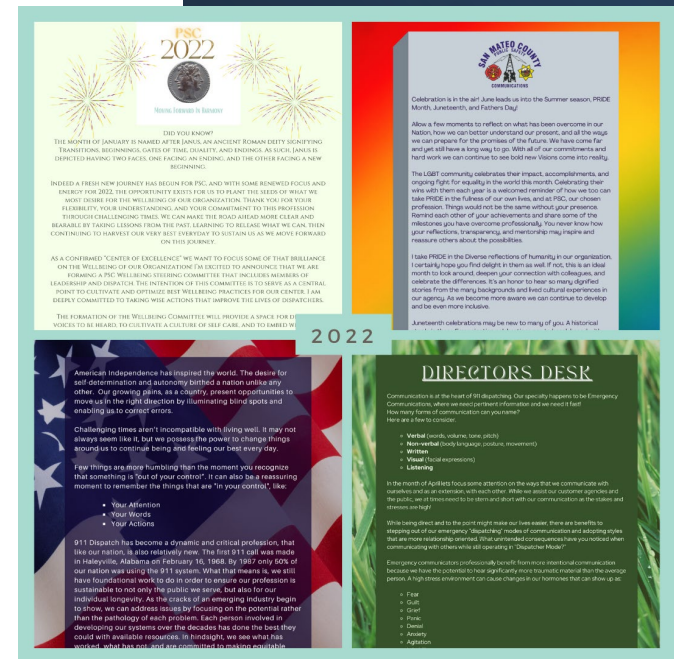 PSC
2022
Moving Forward in Balance
Did you know?
The month of January is named after Janus, an ancient Roman deity signifying
Transitions, beginnings, gates of time, duality, and endings. As such, Janus is
depicted having two faces, one facing an ending, and the other facing a new
beginning.
Indeed a fresh new journey has begun for PSC, and with some renewed focus and
energy for 2022, the opportunity exists for us to plant the seeds of what we
most desire for the wellbeing of our organization. Thank you for your
flexibility, your understanding, and your commitment to this profession
through challenging times. We can make the road ahead more clear and
bearable by taking lessons from the past, learning to release what we can, then
continuing to harvest our very best everyday to sustain us as we move forward
on this journey.
As a confirmed "Center of Excellence" we want to focus some of that brilliance
on the Wellbeing of our Organization! I'm excited to announce that we are
forming a PSC Wellbeing steering committee that includes members of
leadership and dispatch. The intention of this committee is to serve as a central
point to cultivate and optimize best Wellbeing practices for our center. I am
deeply committed to taking wise actions that improve the lives of dispatchers.
The formation of the Wellbeing Committee will provide a space for
voices to be heard, to cultivate a culture of self care, and to embed
SAN MATEO COUNTY
PUBLIC SAFETY
COMMUNICATIONS
Celebration is in the air! June leads us into the Summer season, PRIDE
Month, Juneteenth, and Fathers Day!
Allow a few moments to reflect on what has been overcome in our
Nation, how we can better understand our present, and all the ways
we can prepare for the promises of the future. We have come far
and yet still have a long way to go. With all of our commitments and
hard work we can continue to see bold new Visions come into reality.
The LGBT community celebrates their impact, accomplishments, and
ongoing fight for equality in the world this month. Celebrating their
wins with them each year is a welcomed reminder of how we too can
take PRIDE in the fullness of our own lives, and at PSC, our chosen
profession. Things would not be the same without your presence.
Remind each other of your achievements and share some of the
milestones you have overcome professionally. You never know how
your reflections, transparency, and mentorship may inspire and
reassure others about the possibilities.
I take PRIDE in the Diverse reflections of humanity in our organization,
I certainly hope you find delight in them as well. If not, this is an ideal
month to look around, deepen your connection with colleagues, and
celebrate the differences. It's an honor to hear so many dignified
stories from the many backgrounds and lived cultural experiences in
our agency. As we become more aware we can continue to develop
and be even more inclusive.
Juneteenth celebrations may be new to many of you. A historical
2022
American Independence has inspired the world. The desire for
self-determination and autonomy birthed a nation unlike any
other. Our growing pains, as a country, present opportunities to
move us in the right direction by illuminating blind spots and
enabling us to correct errors.
Challenging times aren't incompatible with living well. It may not
always seem like it, but we possess the power to change things
around us to continue being and feeling our best every day.
Few things are more humbling than the moment you recognize
that something is "out of your control". It can also be a reassuring
moment to remember the things that are "in your control", like:
• Your Attention
• Your Words
• Your Actions
911 Dispatch has become a dynamic and critical profession, that
like our nation, is also relatively new. The first 911 call was made
in Haleyville, Alabama on February 16, 1968. By 1987 only 50% of
our nation was using the 911 system. What that means is, we still
have foundational work to do in order to ensure our profession is
sustainable to not only the public we serve, but also for our
individual longevity. As the cracks of an emerging industry begin
to show, we can address issues by focusing on the potential rather
than the pathology of each problem. Each person involved in
developing our systems over the decades has done the best they
could with available resources. In hindsight, we see what has
worked, what has not, and are committed to making equitable
DIRECTORS DESK
Communication is at the heart of 911 dispatching. Our specialty happens to be Emergency
Communications, where we need pertinent information and we need it fast!
How many forms of communication can you name?
Here are a few to consider.
• Verbal (words, volume, tone, pitch)
• Non-verbal (body language, posture, movement)
• Written
• Visual (facial expressions)
• Listening
In the month of April lets focus some attention on the ways that we communicate with
ourselves and as an extension, with each other. While we assist our customer agencies and
the public, we at times need to be stern and short with our communication as the stakes and
stresses are high!
While being direct and to the point might make our lives easier, there are benefits to
stepping out of our emergency "dispatching" modes of communication and adopting styles
that are more relationship oriented. What unintended consequences have you noticed when
communicating with others while still operating in "Dispatcher Mode?"
Emergency communicators professionally benefit from more intentional communication
because we have the potential to hear significantly more traumatic material than the average
person. A high stress environment can cause changes in our hormones that can show up as:
• Fear
• Guilt
• Grief
• Panic
• Denial
• Anxiety
• Agitation